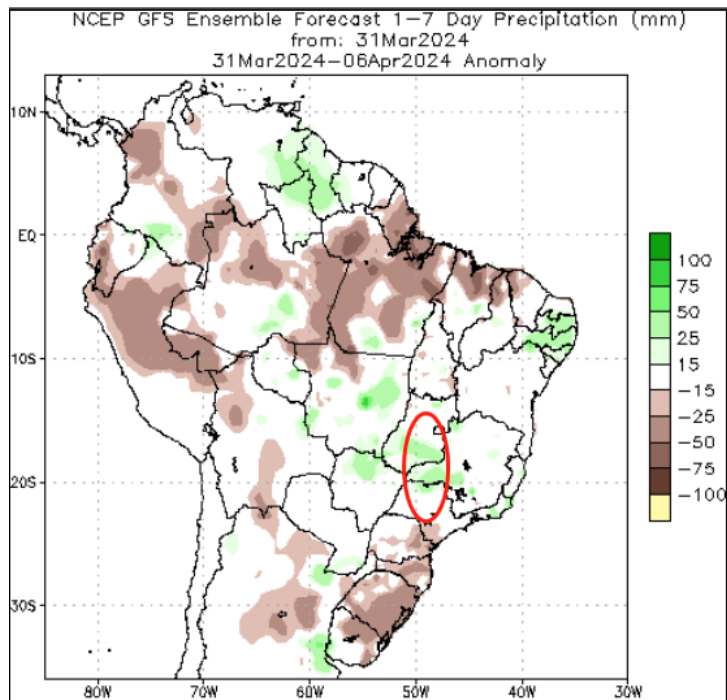 NCEP GFS Ensemble Forecast 1-7 Day Precipitation (mm)
from: 31Mar2024
31Mar2024-06Apr2024 Anomaly
10N
EQ
10S
20S
30S
80W 70W 60W 50W 40W 30W
100
75
50
25
15
-15
-25
-50
-75
-100